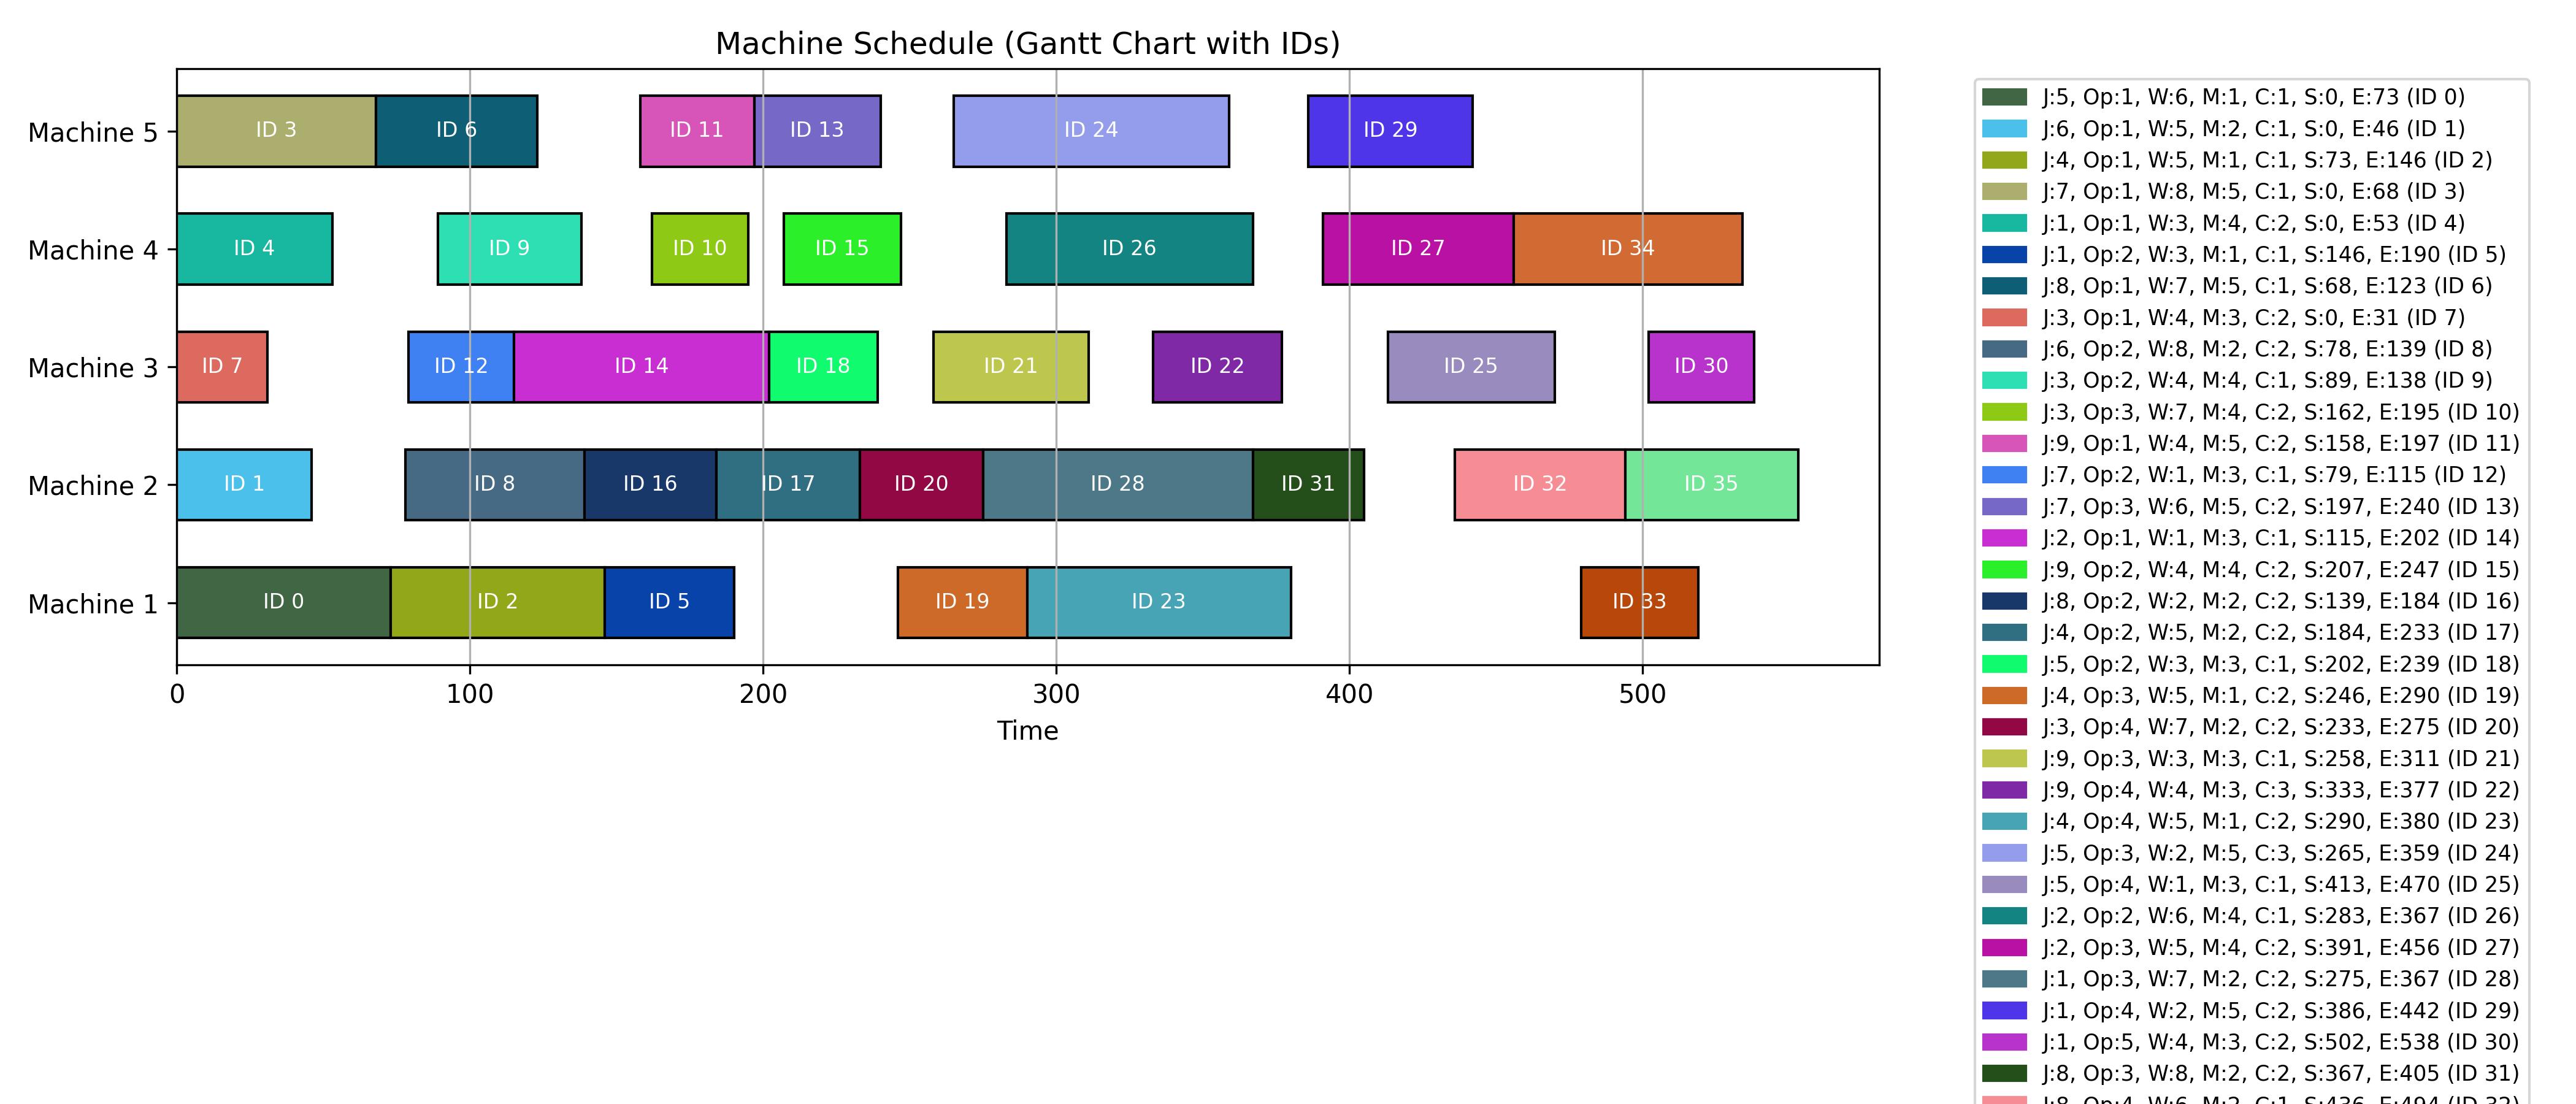 Machine Schedule (Gantt Chart with IDs)
Machine 5
ID 3
ID 6
ID 11
ID 13
ID 24
ID 29
Machine 4
ID 4
ID 9
ID 10
ID 15
ID 26
ID 27
ID 34
Machine 3
ID 7
ID 12
ID 14
ID 18
ID 21
ID 22
ID 25
ID 30
Machine 2
ID 1
ID 8
ID 16
ID 17
ID 20
ID 28
ID 31
ID 32
ID 35
Machine 1
ID 0
ID 2
ID 5
ID 19
ID 23
ID 33
0 100 200 300 400 500
Time
J:5, Op:1, W:6, M:1, C:1, S:0, E:73 (ID 0)
J:6, Op:1, W:5, M:2, C:1, S:0, E:46 (ID 1)
J:4, Op:1, W:5, M:1, C:1, S:73, E:146 (ID 2)
J:7, Op:1, W:8, M:5, C:1, S:0, E:68 (ID 3)
J:1, Op:1, W:3, M:4, C:2, S:0, E:53 (ID 4)
J:1, Op:2, W:3, M:1, C:1, S:146, E:190 (ID 5)
J:8, Op:1, W:7, M:5, C:1, S:68, E:123 (ID 6)
J:3, Op:1, W:4, M:3, C:2, S:0, E:31 (ID 7)
J:6, Op:2, W:8, M:2, C:2, S:78, E:139 (ID 8)
J:3, Op:2, W:4, M:4, C:1, S:89, E:138 (ID 9)
J:3, Op:3, W:7, M:4, C:2, S:162, E:195 (ID 10)
J:9, Op:1, W:4, M:5, C:2, S:158, E:197 (ID 11)
J:7, Op:2, W:1, M:3, C:1, S:79, E:115 (ID 12)
J:7, Op:3, W:6, M:5, C:2, S:197, E:240 (ID 13)
J:2, Op:1, W:1, M:3, C:1, S:115, E:202 (ID 14)
J:9, Op:2, W:4, M:4, C:2, S:207, E:247 (ID 15)
J:8, Op:2, W:2, M:2, C:2, S:139, E:184 (ID 16)
J:4, Op:2, W:5, M:2, C:2, S:184, E:233 (ID 17)
J:5, Op:2, W:3, M:3, C:1, S:202, E:239 (ID 18)
J:4, Op:3, W:5, M:1, C:2, S:246, E:290 (ID 19)
J:3, Op:4, W:7, M:2, C:2, S:233, E:275 (ID 20)
J:9, Op:3, W:3, M:3, C:1, S:258, E:311 (ID 21)
J:9, Op:4, W:4, M:3, C:3, S:333, E:377 (ID 22)
J:4, Op:4, W:5, M:1, C:2, S:290, E:380 (ID 23)
J:5, Op:3, W:2, M:5, C:3, S:265, E:359 (ID 24)
J:5, Op:4, W:1, M:3, C:1, S:413, E:470 (ID 25)
J:2, Op:2, W:6, M:4, C:1, S:283, E:367 (ID 26)
J:2, Op:3, W:5, M:4, C:2, S:391, E:456 (ID 27)
J:1, Op:3, W:7, M:2, C:2, S:275, E:367 (ID 28)
J:1, Op:4, W:2, M:5, C:2, S:386, E:442 (ID 29)
J:1, Op:5, W:4, M:3, C:2, S:502, E:538 (ID 30)
J:8, Op:3, W:8, M:2, C:2, S:367, E:405 (ID 31)
J:8, Op:4, W:6, M:2, C:1, S:436, E:494 (ID 32)